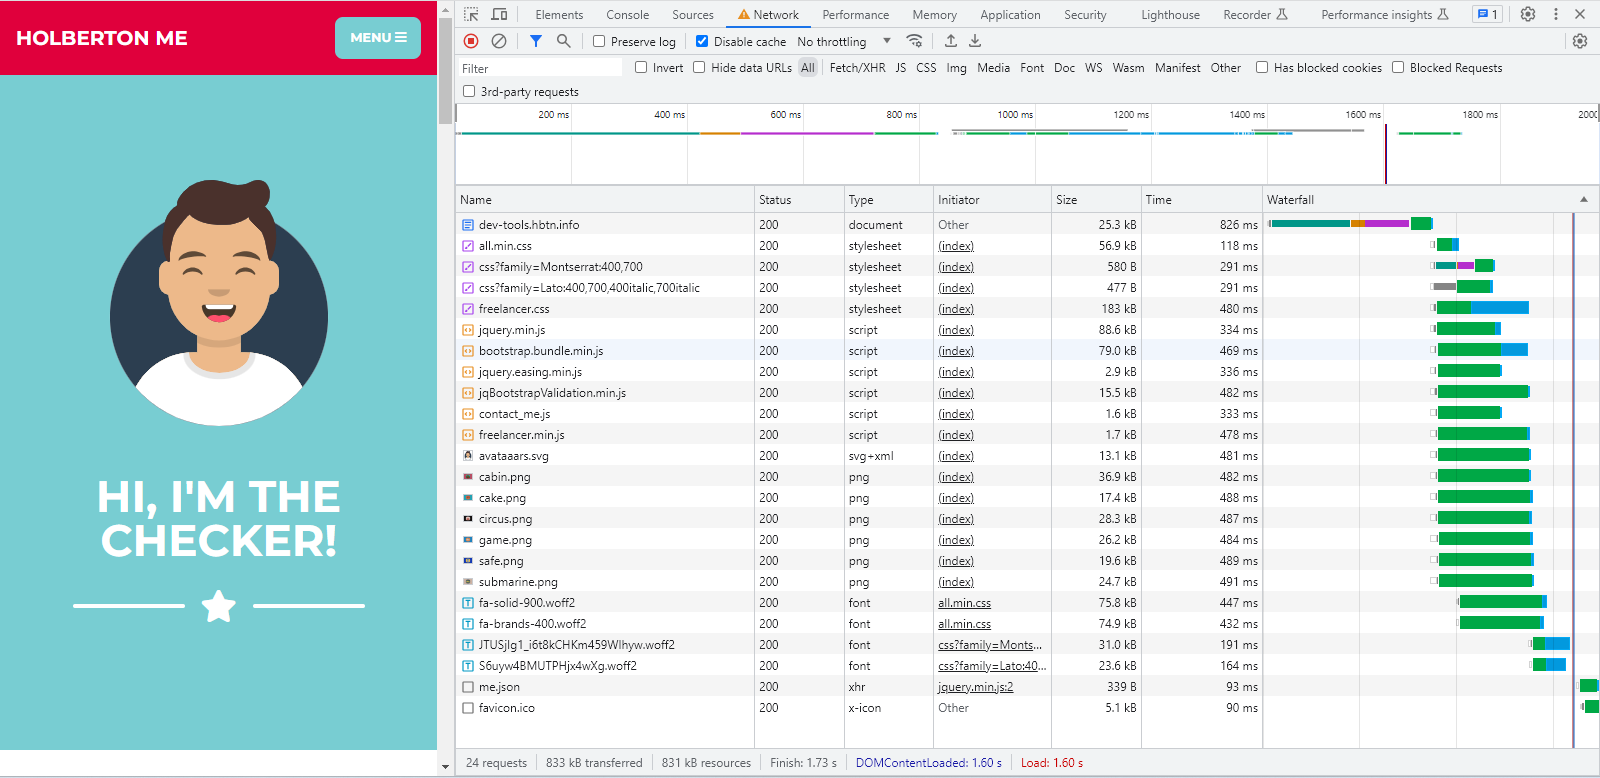 HOLBERTON ME
MENU
HI, I'M THE
CHECKER!
Elements Console Sources Network Performance Memory Application Security Lighthouse Recorder Performance insights 1
Preserve log Disable cache No throttling
Filter Invert Hide data URLs All Fetch/XHR JS CSS Img Media Font Doc WS Wasm Manifest Other Has blocked cookies Blocked Requests
3rd-party requests
200 ms 400 ms 600 ms 800 ms 1000 ms 1200 ms 1400 ms 1600 ms 1800 ms 2000
Name Status Type Initiator Size Time Waterfall
dev-tools.hbtn.info 200 document Other 25.3 kB 826 ms
all.min.css 200 stylesheet (index) 56.9 kB 118 ms
css?family=Montserrat:400,700 200 stylesheet (index) 580 B 291 ms
css?family=Lato:400,700,400italic,700italic 200 stylesheet (index) 477 B 291 ms
freelancer.css 200 stylesheet (index) 183 kB 480 ms
jquery.min.js 200 script (index) 88.6 kB 334 ms
bootstrap.bundle.min.js 200 script (index) 79.0 kB 469 ms
jquery.easing.min.js 200 script (index) 2.9 kB 336 ms
jqBootstrapValidation.min.js 200 script (index) 15.5 kB 482 ms
contact_me.js 200 script (index) 1.6 kB 333 ms
freelancer.min.js 200 script (index) 1.7 kB 478 ms
avataaars.svg 200 svg+xml (index) 13.1 kB 481 ms
cabin.png 200 png (index) 36.9 kB 482 ms
cake.png 200 png (index) 17.4 kB 488 ms
circus.png 200 png (index) 28.3 kB 487 ms
game.png 200 png (index) 26.2 kB 484 ms
safe.png 200 png (index) 19.6 kB 489 ms
submarine.png 200 png (index) 24.7 kB 491 ms
fa-solid-900.woff2 200 font all.min.css 75.8 kB 447 ms
fa-brands-400.woff2 200 font all.min.css 74.9 kB 432 ms
JTUSjIg1_i6t8kCHKm459Wlhyw.woff2 200 font css?family=Monts... 31.0 kB 191 ms
S6uyw4BMUTPHjx4wXg.woff2 200 font css?family=Lato:40... 23.6 kB 164 ms
me.json 200 xhr jquery.min.js:2 339 B 93 ms
favicon.ico 200 x-icon Other 5.1 kB 90 ms
24 requests 833 kB transferred 831 kB resources Finish: 1.73 s DOMContentLoaded: 1.60 s Load: 1.60 s